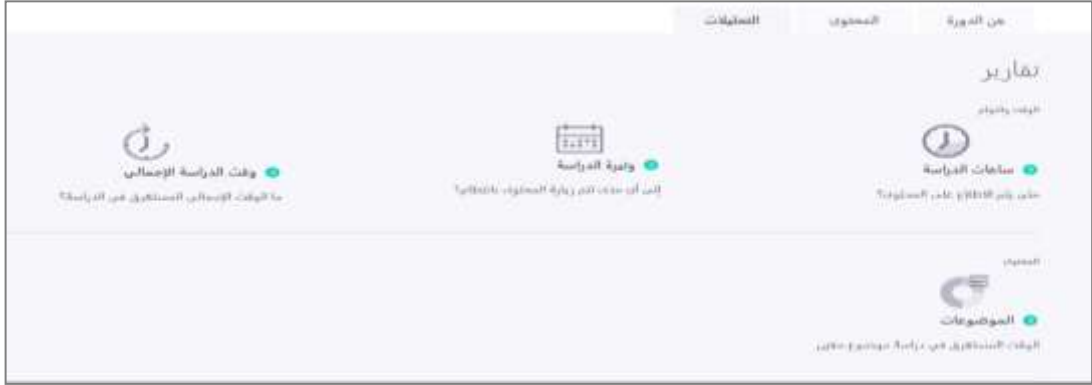 عن الدورة
المحتوى
التحليلات
تقارير
الوقت والتواتر
ساعات الدراسة
متى يتم الاطلاع على المحتوى؟
وتيرة الدراسة
إلى أي مدى تتم زيارة المحتوى بانتظام؟
وقت الدراسة الإجمالي
ما الوقت الإجمالي المستغرق في الدراسة؟
المحتوى
الموضوعات
الوقت المستغرق في دراسة موضوع معين